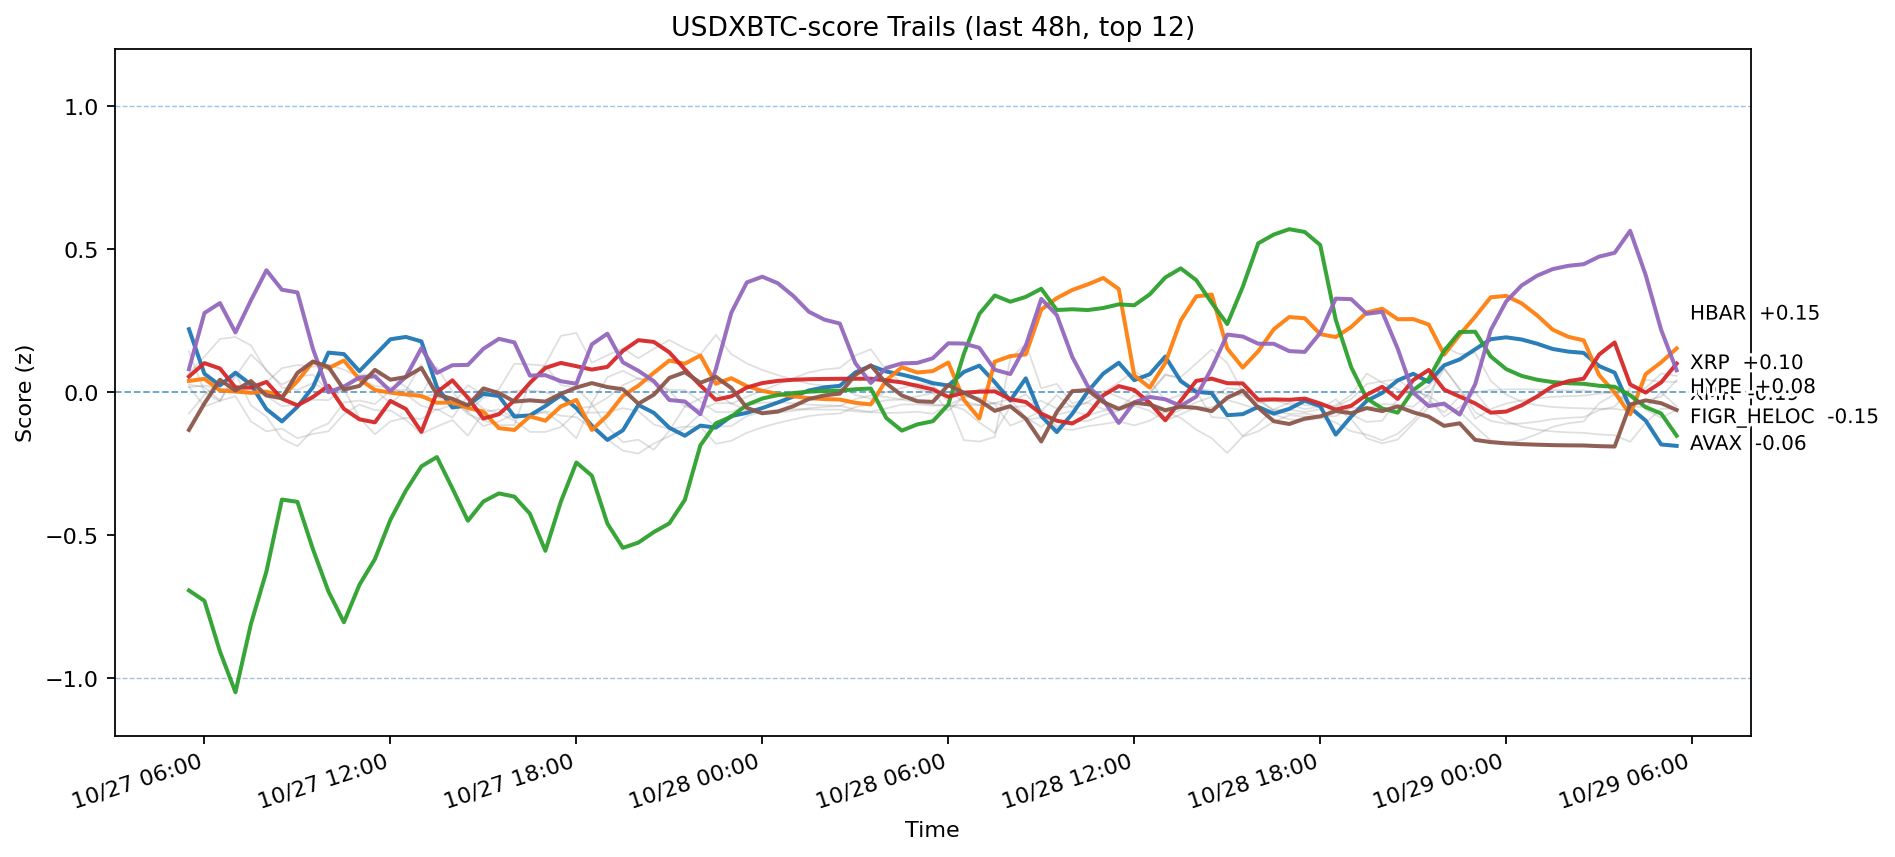 USDXBTC-score Trails (last 48h, top 12)
Score (z)
1.0
0.5
0.0
−0.5
−1.0
HBAR +0.15
XRP +0.10
HYPE +0.08
FIGR_HELOC -0.15
AVAX -0.06
10/27 06:00
10/27 12:00
10/27 18:00
10/28 00:00
10/28 06:00
10/28 12:00
10/28 18:00
10/29 00:00
10/29 06:00
Time